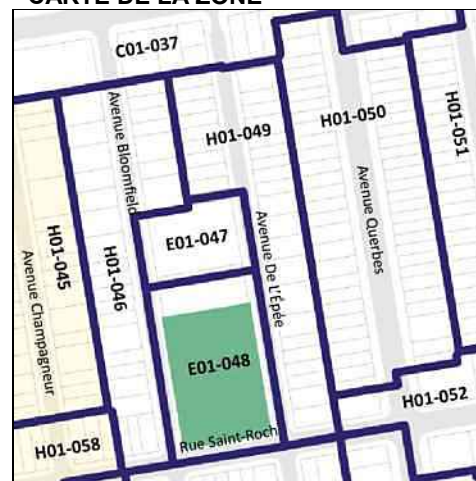 CARTE DE LA ZONE
C01-037
Avenue Bloomfield
H01-049
H01-050
H01-051
H01-045
Avenue Champagneur
H01-046
E01-047
Avenue De L'Épée
Avenue Querbes
E01-048
H01-052
Rue Saint-Roch
H01-058